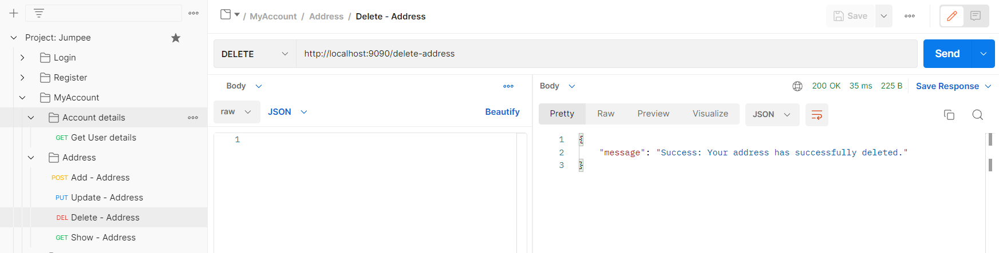 / MyAccount / Address / Delete - Address
Save
Project: Jumpee
Login
Register
MyAccount
Account details
GET Get User details
Address
POST Add - Address
PUT Update - Address
DEL Delete - Address
GET Show - Address
DELETE
http://localhost:9090/delete-address
Send
Body
raw
JSON
Beautify
1
Body
200 OK 35 ms 225 B
Save Response
Pretty Raw Preview Visualize JSON
1 {
2 "message": "Success: Your address has successfully deleted."
3 }